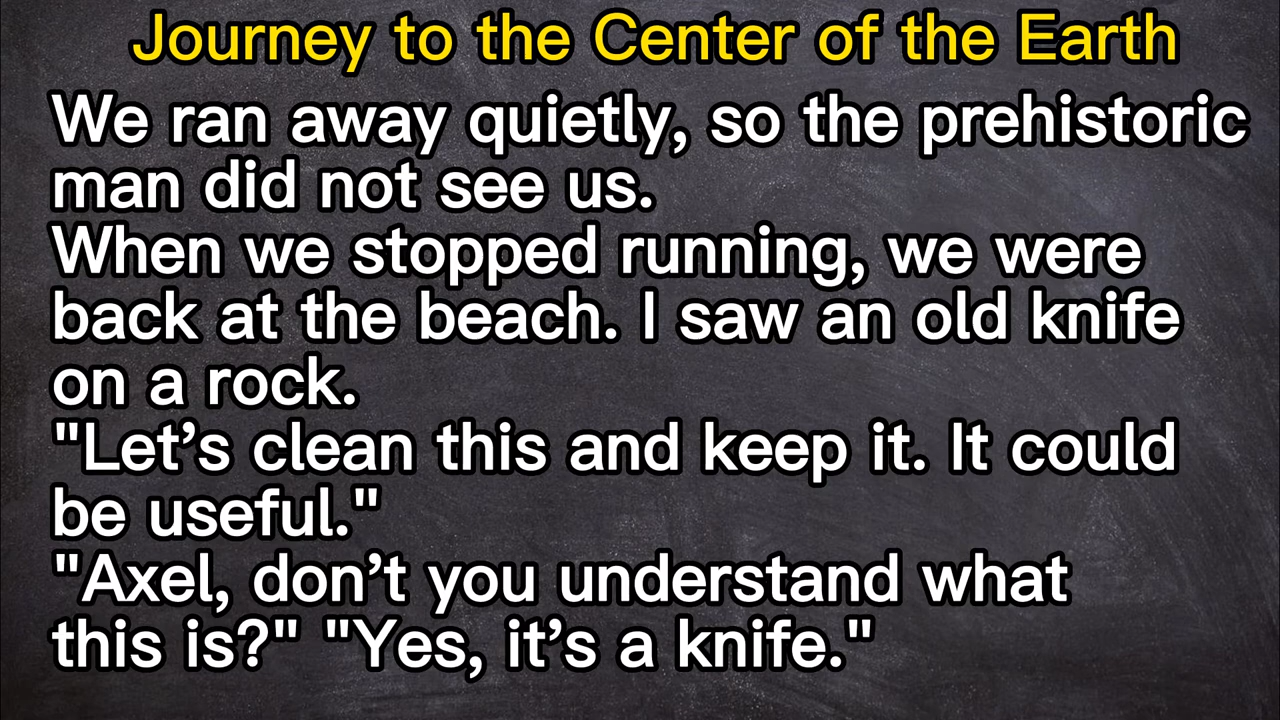 Journey to the Center of the Earth
We ran away quietly, so the prehistoric
man did not see us.
When we stopped running, we were
back at the beach. I saw an old knife
on a rock.
"Let’s clean this and keep it. It could
be useful."
"Axel, don’t you understand what
this is?" "Yes, it’s a knife."